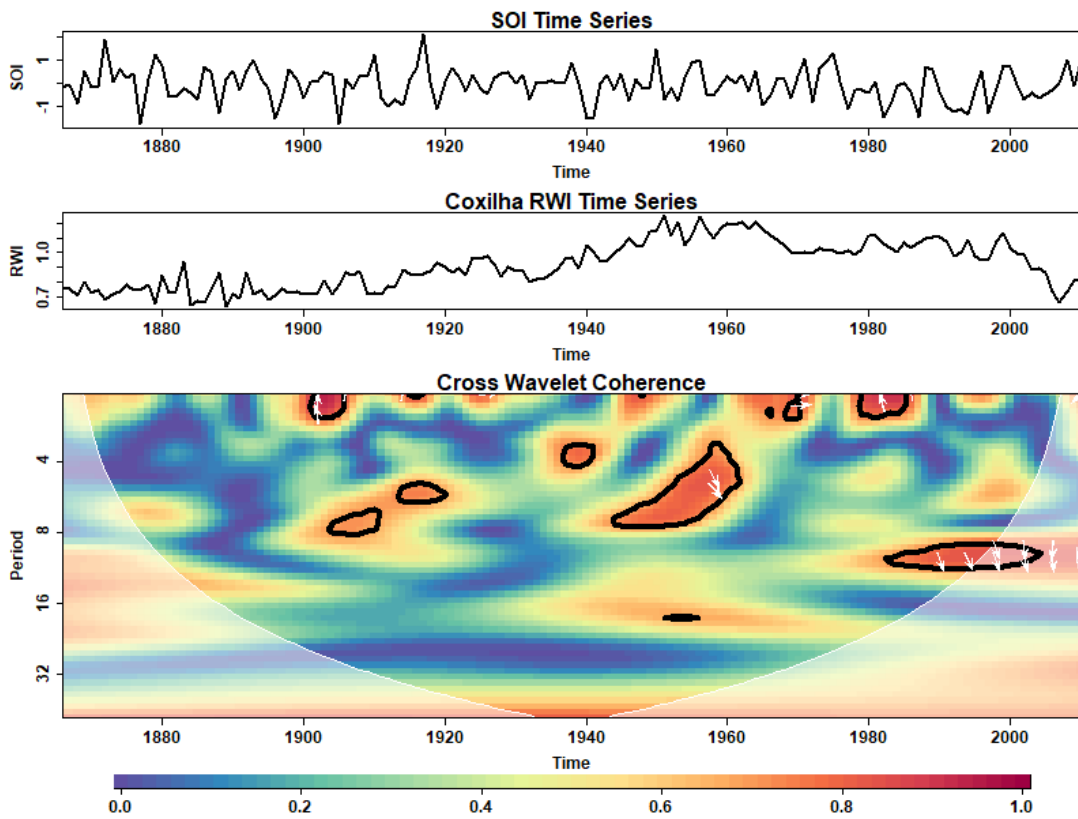 SOI Time Series
SOI
1
-1
1880 1900 1920 1940 1960 1980 2000
Time
Coxilha RWI Time Series
RWI
1.0
0.7
1880 1900 1920 1940 1960 1980 2000
Time
Cross Wavelet Coherence
Period
4
8
16
32
1880 1900 1920 1940 1960 1980 2000
Time
0.0 0.2 0.4 0.6 0.8 1.0